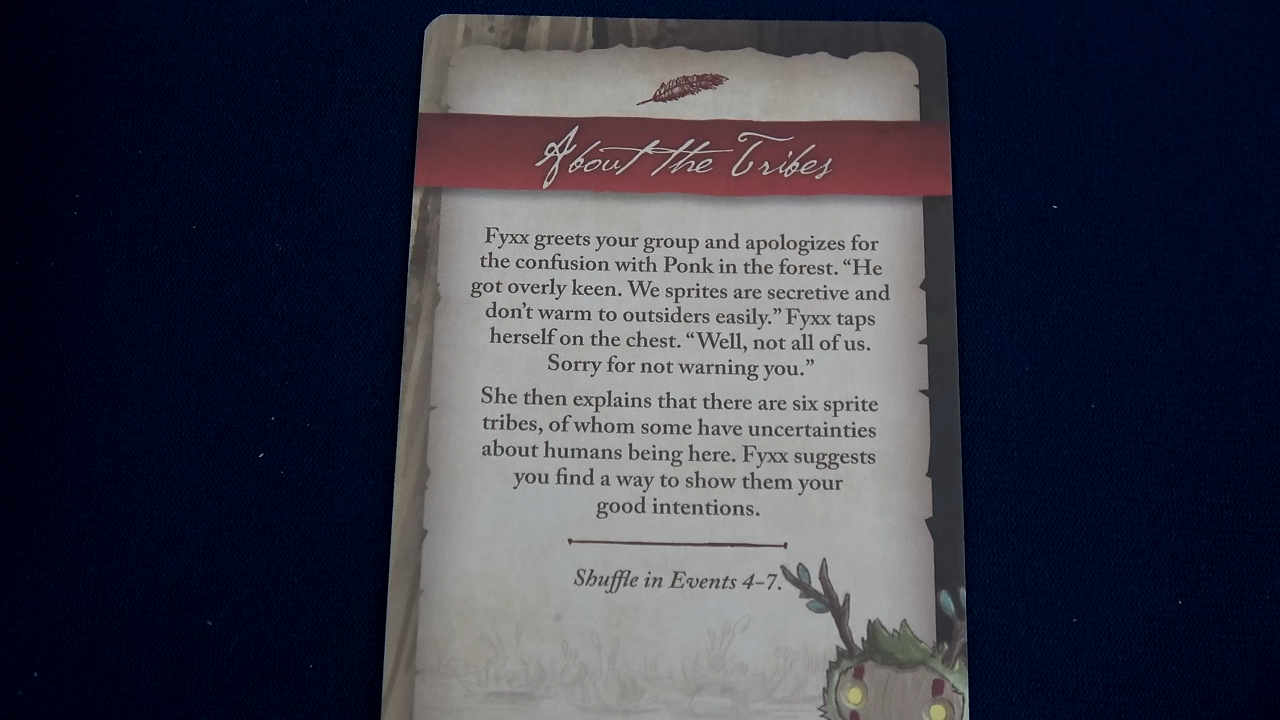 About the Tribes
Fyxx greets your group and apologizes for
the confusion with Ponk in the forest. “He
got overly keen. We sprites are secretive and
don’t warm to outsiders easily.” Fyxx taps
herself on the chest. “Well, not all of us.
Sorry for not warning you.”
She then explains that there are six sprite
tribes, of whom some have uncertainties
about humans being here. Fyxx suggests
you find a way to show them your
good intentions.
Shuffle in Events 4–7.